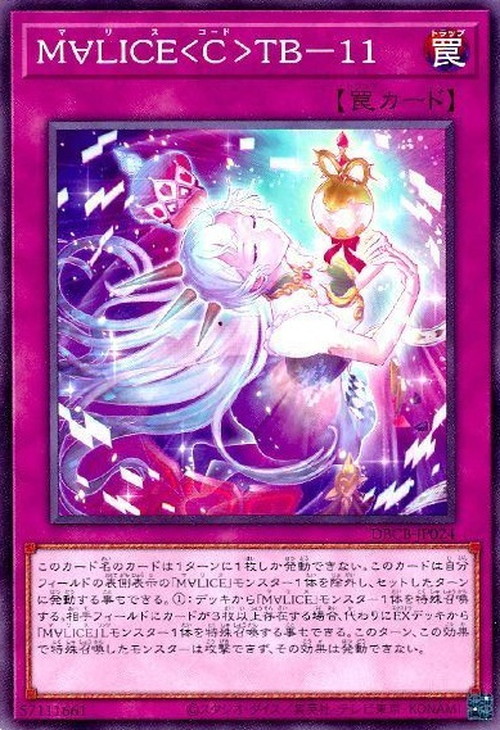 マリスコード
M∀LICE<C>TB-11
トラップ
罠
【罠カード】
DBCB-JP024
このカード名のカードは1ターンに1枚しか発動できない。このカードは自分
フィールドの表側表示の「M∀LICE」モンスター1体を除外し、セットしたターン
に発動する事もできる。①:デッキから「M∀LICE」モンスター1体を特殊召喚
する。相手フィールドにカードが3枚以上存在する場合、代わりにEXデッキか
ら「M∀LICE」Lモンスター1体を特殊召喚する事もできる。このターン、この効果
で特殊召喚したモンスターは攻撃できず、その効果は発動できない。
57111661
©スタジオ・ダイス/集英社・テレビ東京・KONAMI